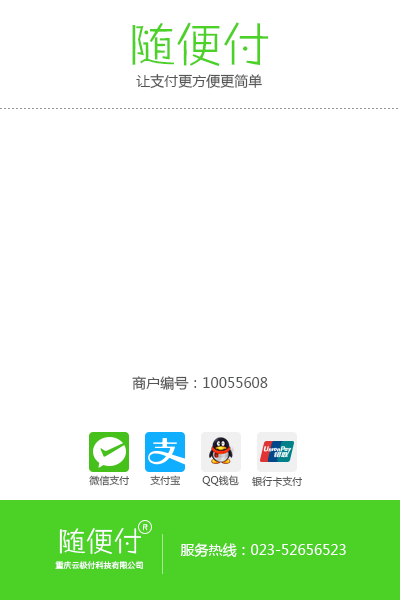 随便付
让支付更方便更简单
商户编号：10055608
UnionPay
银联
微信支付
支付宝
QQ钱包
银行卡支付
随便付®
重庆云极付科技有限公司
服务热线：023-52656523